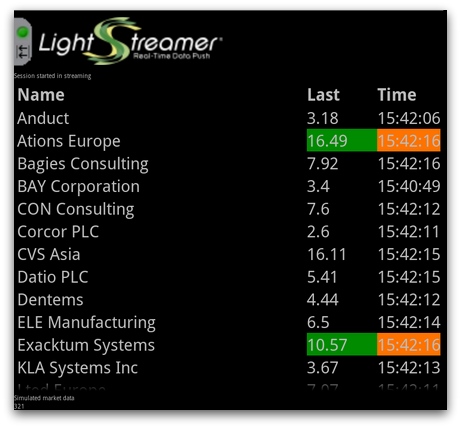 LightStreamer
Real-Time Data Push
Session started in streaming
Name Last Time
Anduct 3.18 15:42:06
Ations Europe 16.49 15:42:16
Bagies Consulting 7.92 15:42:16
BAY Corporation 3.4 15:40:49
CON Consulting 7.6 15:42:12
Corcor PLC 2.6 15:42:11
CVS Asia 16.11 15:42:15
Datio PLC 5.41 15:42:15
Dentems 4.44 15:42:12
ELE Manufacturing 6.5 15:42:14
Exacktum Systems 10.57 15:42:16
KLA Systems Inc 3.67 15:42:13
Lted Europe 15:42:11
Simulated market data
321